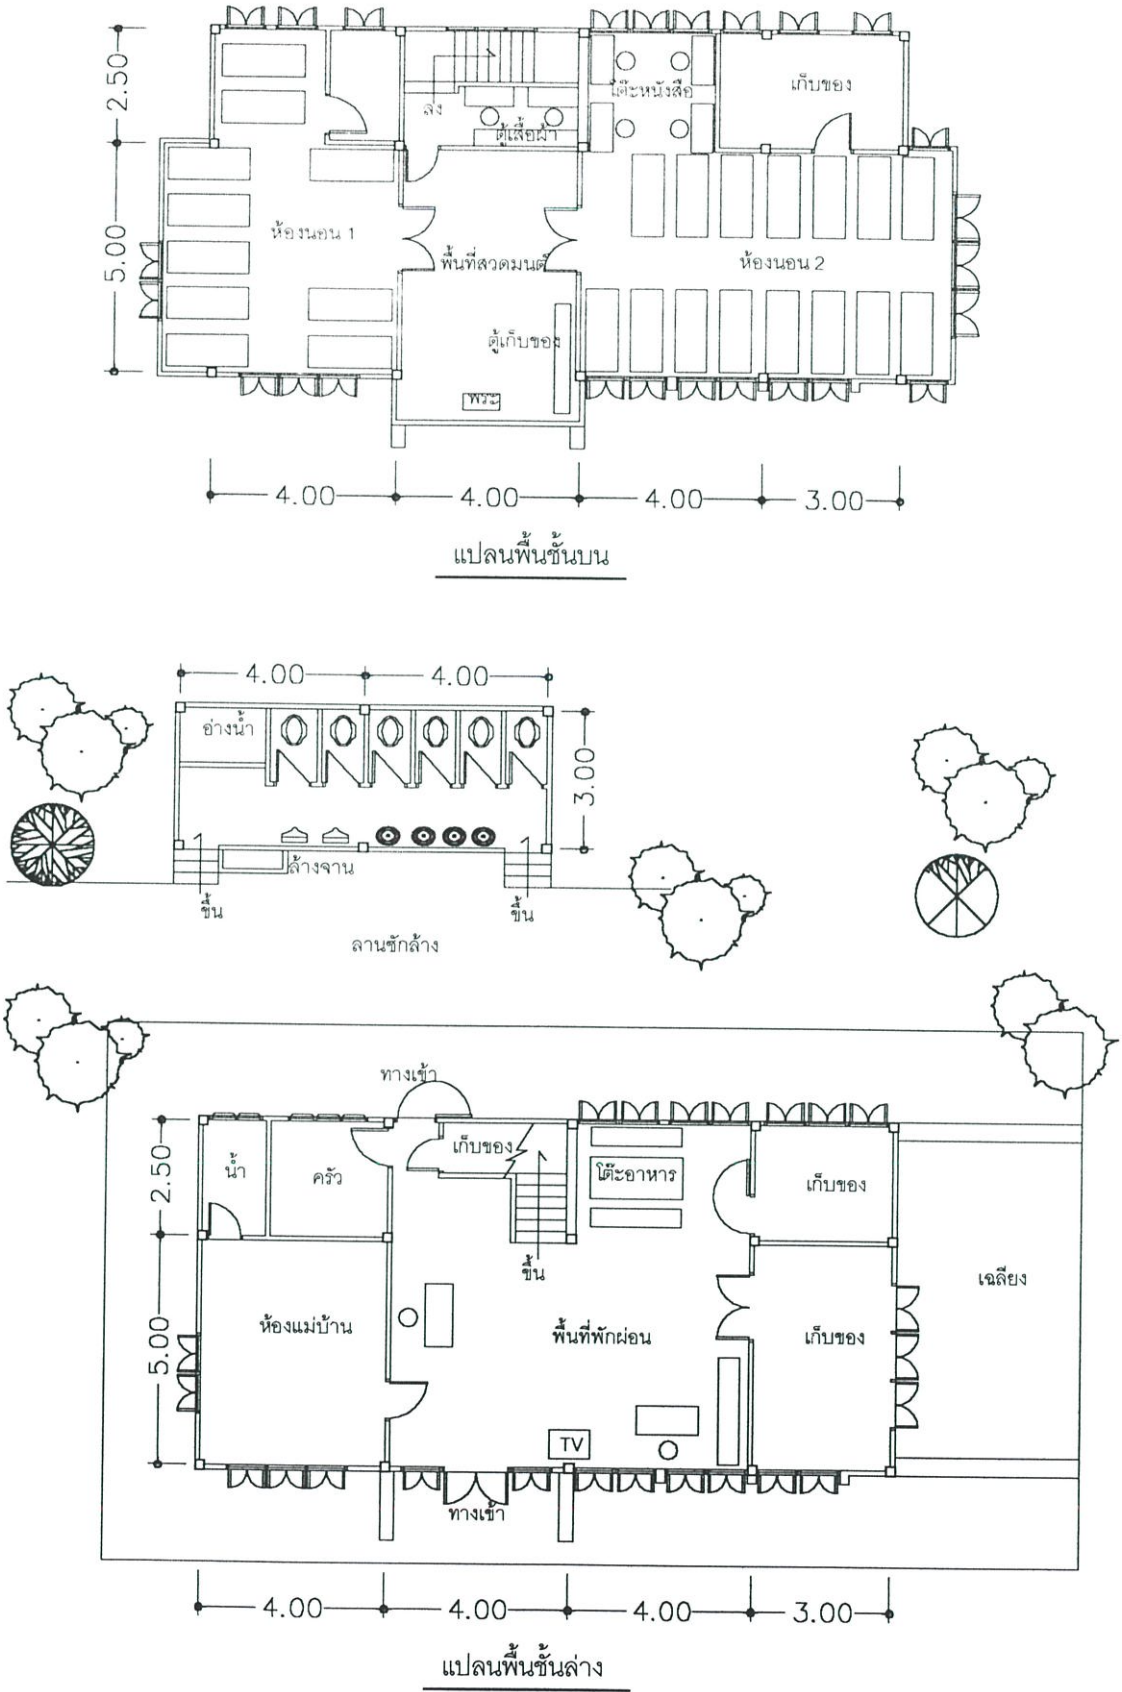 2.50
เก็บของ
โต๊ะหนังสือ
ลง
ตู้เสื้อผ้า
5.00
ห้องนอน 1
พื้นที่สวดมนต์
ห้องนอน 2
ตู้เก็บของ
พระ
4.00 4.00 4.00 3.00
แปลนพื้นชั้นบน
4.00 4.00
อ่างน้ำ
3.00
ล้างจาน
ขึ้น ขึ้น
ลานซักล้าง
ทางเข้า
2.50
น้ำ ครัว เก็บของ โต๊ะอาหาร เก็บของ
ขึ้น
เฉลียง
5.00
ห้องแม่บ้าน พื้นที่พักผ่อน เก็บของ
TV
ทางเข้า
4.00 4.00 4.00 3.00
แปลนพื้นชั้นล่าง